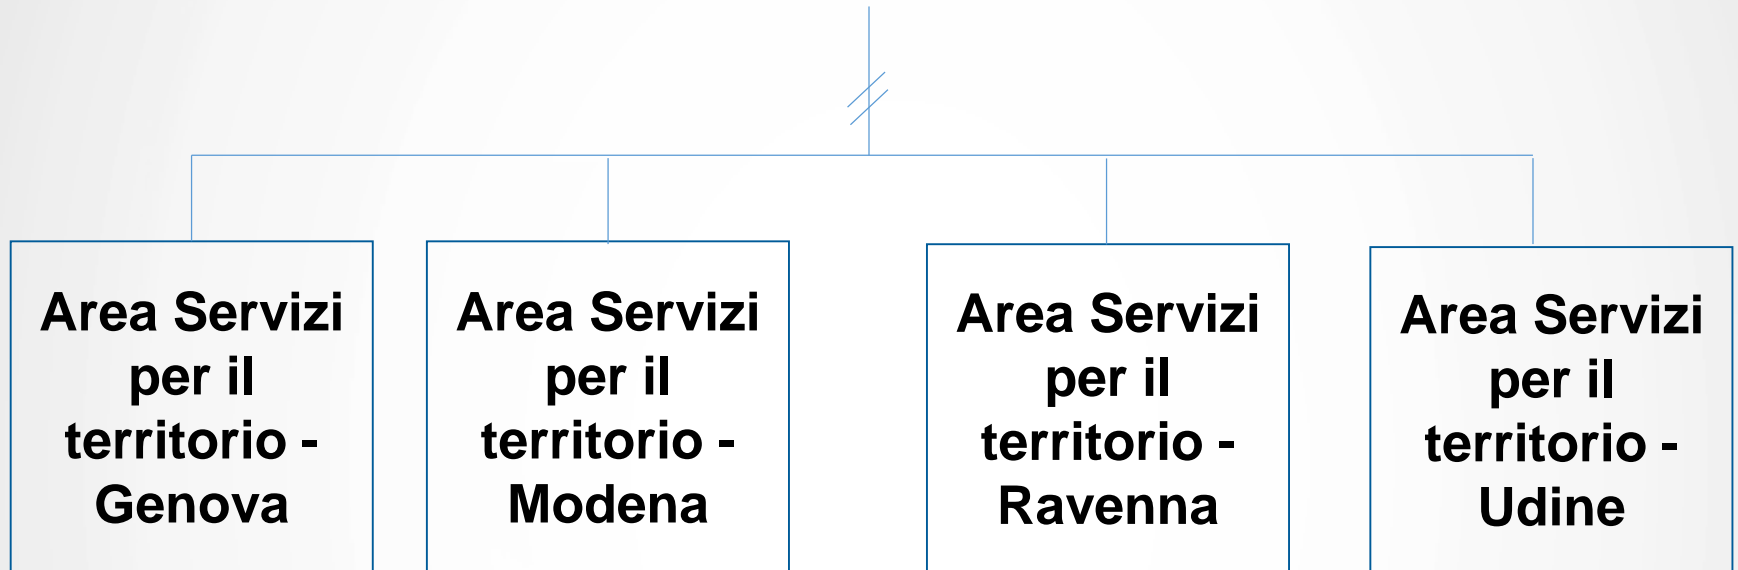 Area Servizi
per il
territorio -
Genova
Area Servizi
per il
territorio -
Modena
Area Servizi
per il
territorio -
Ravenna
Area Servizi
per il
territorio -
Udine